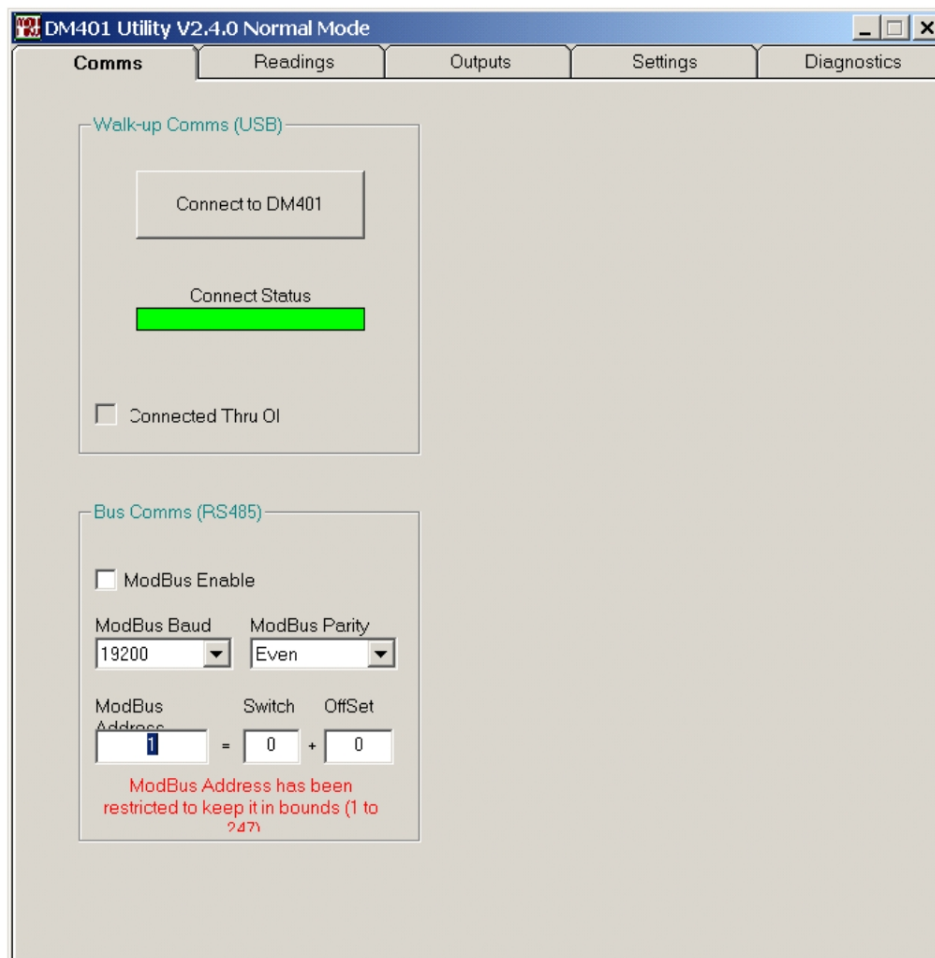 DM401 Utility V2.4.0 Normal Mode
Comms Readings Outputs Settings Diagnostics
Walk-up Comms (USB)
Connect to DM401
Connect Status
Connected Thru OI
Bus Comms (RS485)
ModBus Enable
ModBus Baud ModBus Parity
19200 Even
ModBus Switch OffSet
Address
1 = 0 + 0
ModBus Address has been
restricted to keep it in bounds (1 to
247)